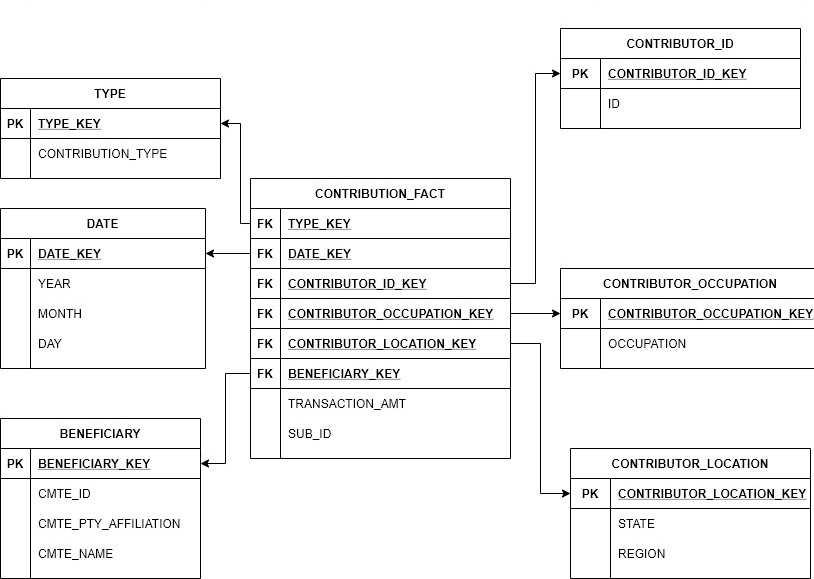 CONTRIBUTOR_ID
PK CONTRIBUTOR_ID_KEY
ID
TYPE
PK TYPE_KEY
CONTRIBUTION_TYPE
CONTRIBUTION_FACT
FK TYPE_KEY
FK DATE_KEY
FK CONTRIBUTOR_ID_KEY
FK CONTRIBUTOR_OCCUPATION_KEY
FK CONTRIBUTOR_LOCATION_KEY
FK BENEFICIARY_KEY
TRANSACTION_AMT
SUB_ID
DATE
PK DATE_KEY
YEAR
MONTH
DAY
CONTRIBUTOR_OCCUPATION
PK CONTRIBUTOR_OCCUPATION_KEY
OCCUPATION
BENEFICIARY
PK BENEFICIARY_KEY
CMTE_ID
CMTE_PTY_AFFILIATION
CMTE_NAME
CONTRIBUTOR_LOCATION
PK CONTRIBUTOR_LOCATION_KEY
STATE
REGION